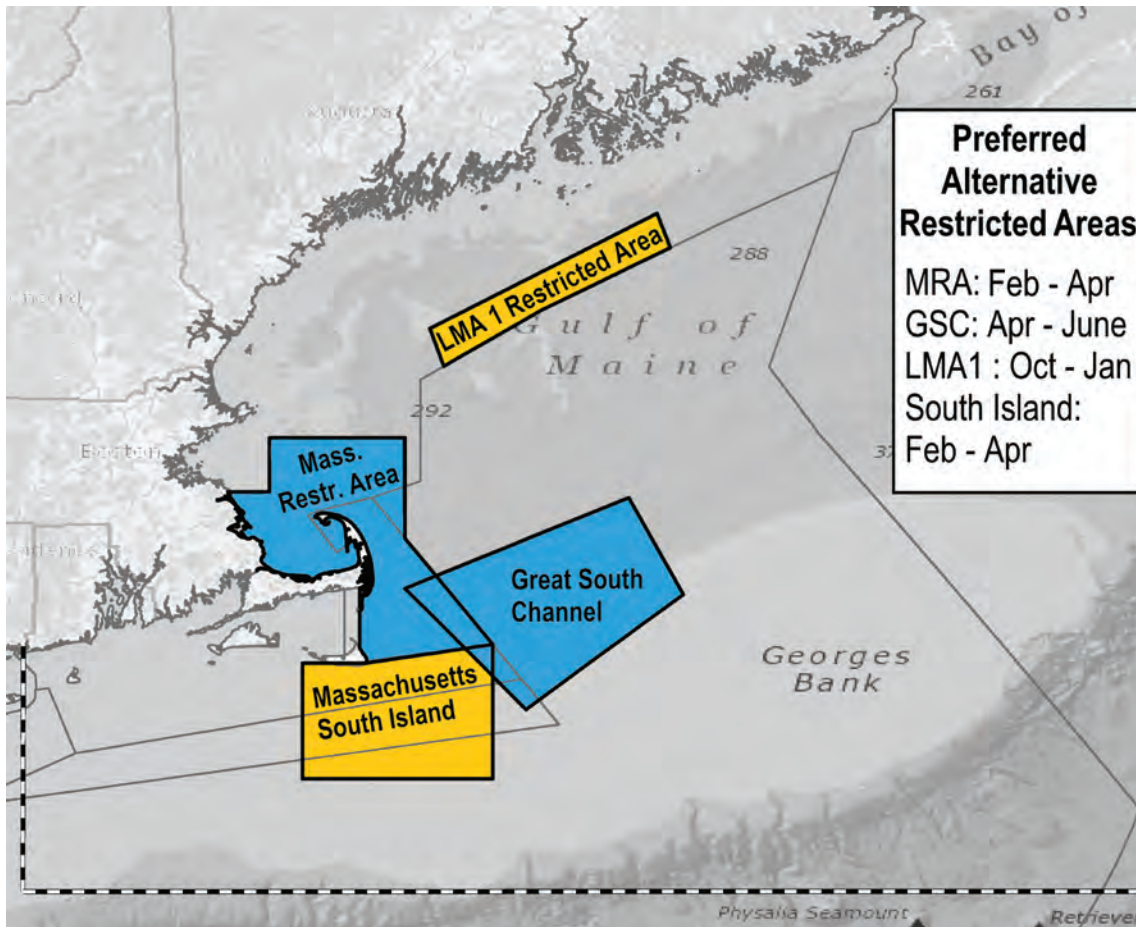 Bay of
261
Augusta
Preferred
Alternative
Restricted Areas
MRA: Feb - Apr
GSC: Apr - June
LMA1 : Oct - Jan
South Island:
Feb - Apr
LMA 1 Restricted Area
288
Gulf of
Maine
292
Boston
Mass.
Restr. Area
Great South
Channel
Georges
Bank
Massachusetts
South Island
Physalia Seamount